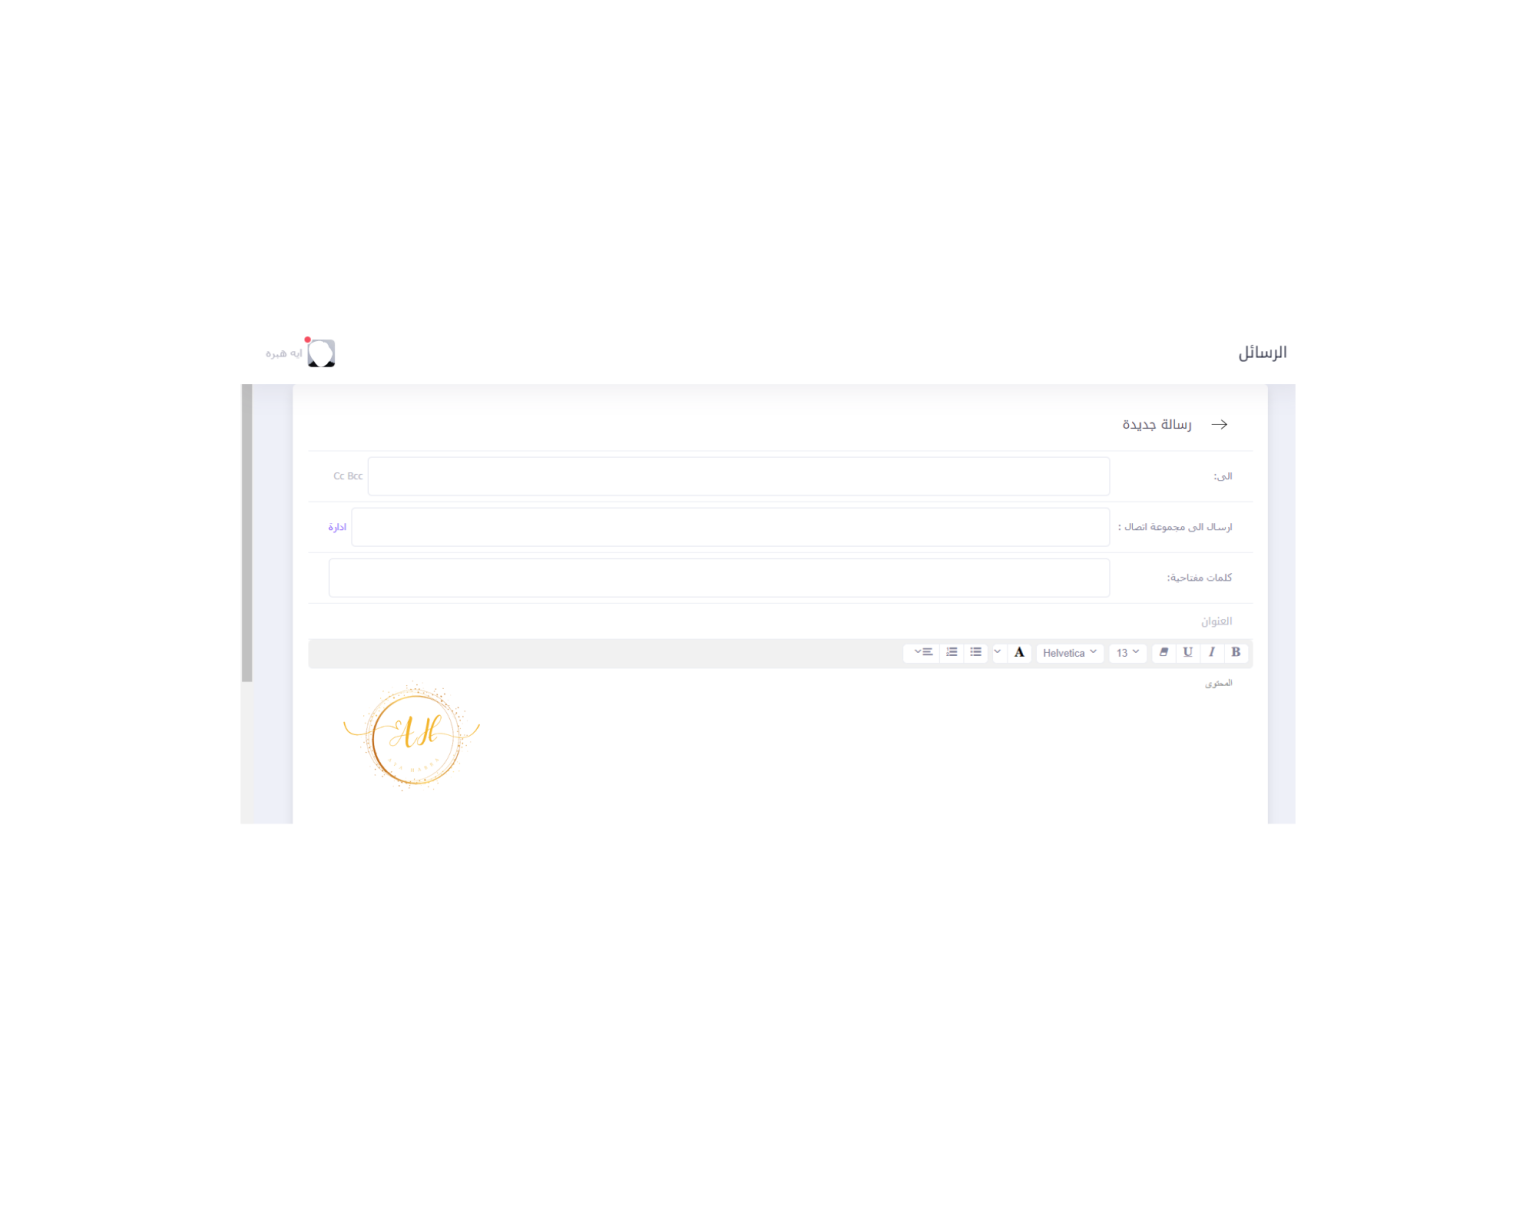 الرسائل
ايه هبره
رسالة جديدة
الى:
Cc Bcc
ارسال الى مجموعة اتصال :
ادارة
كلمات مفتاحية:
العنوان
B I U 13 Helvetica A
المحتوى
AH